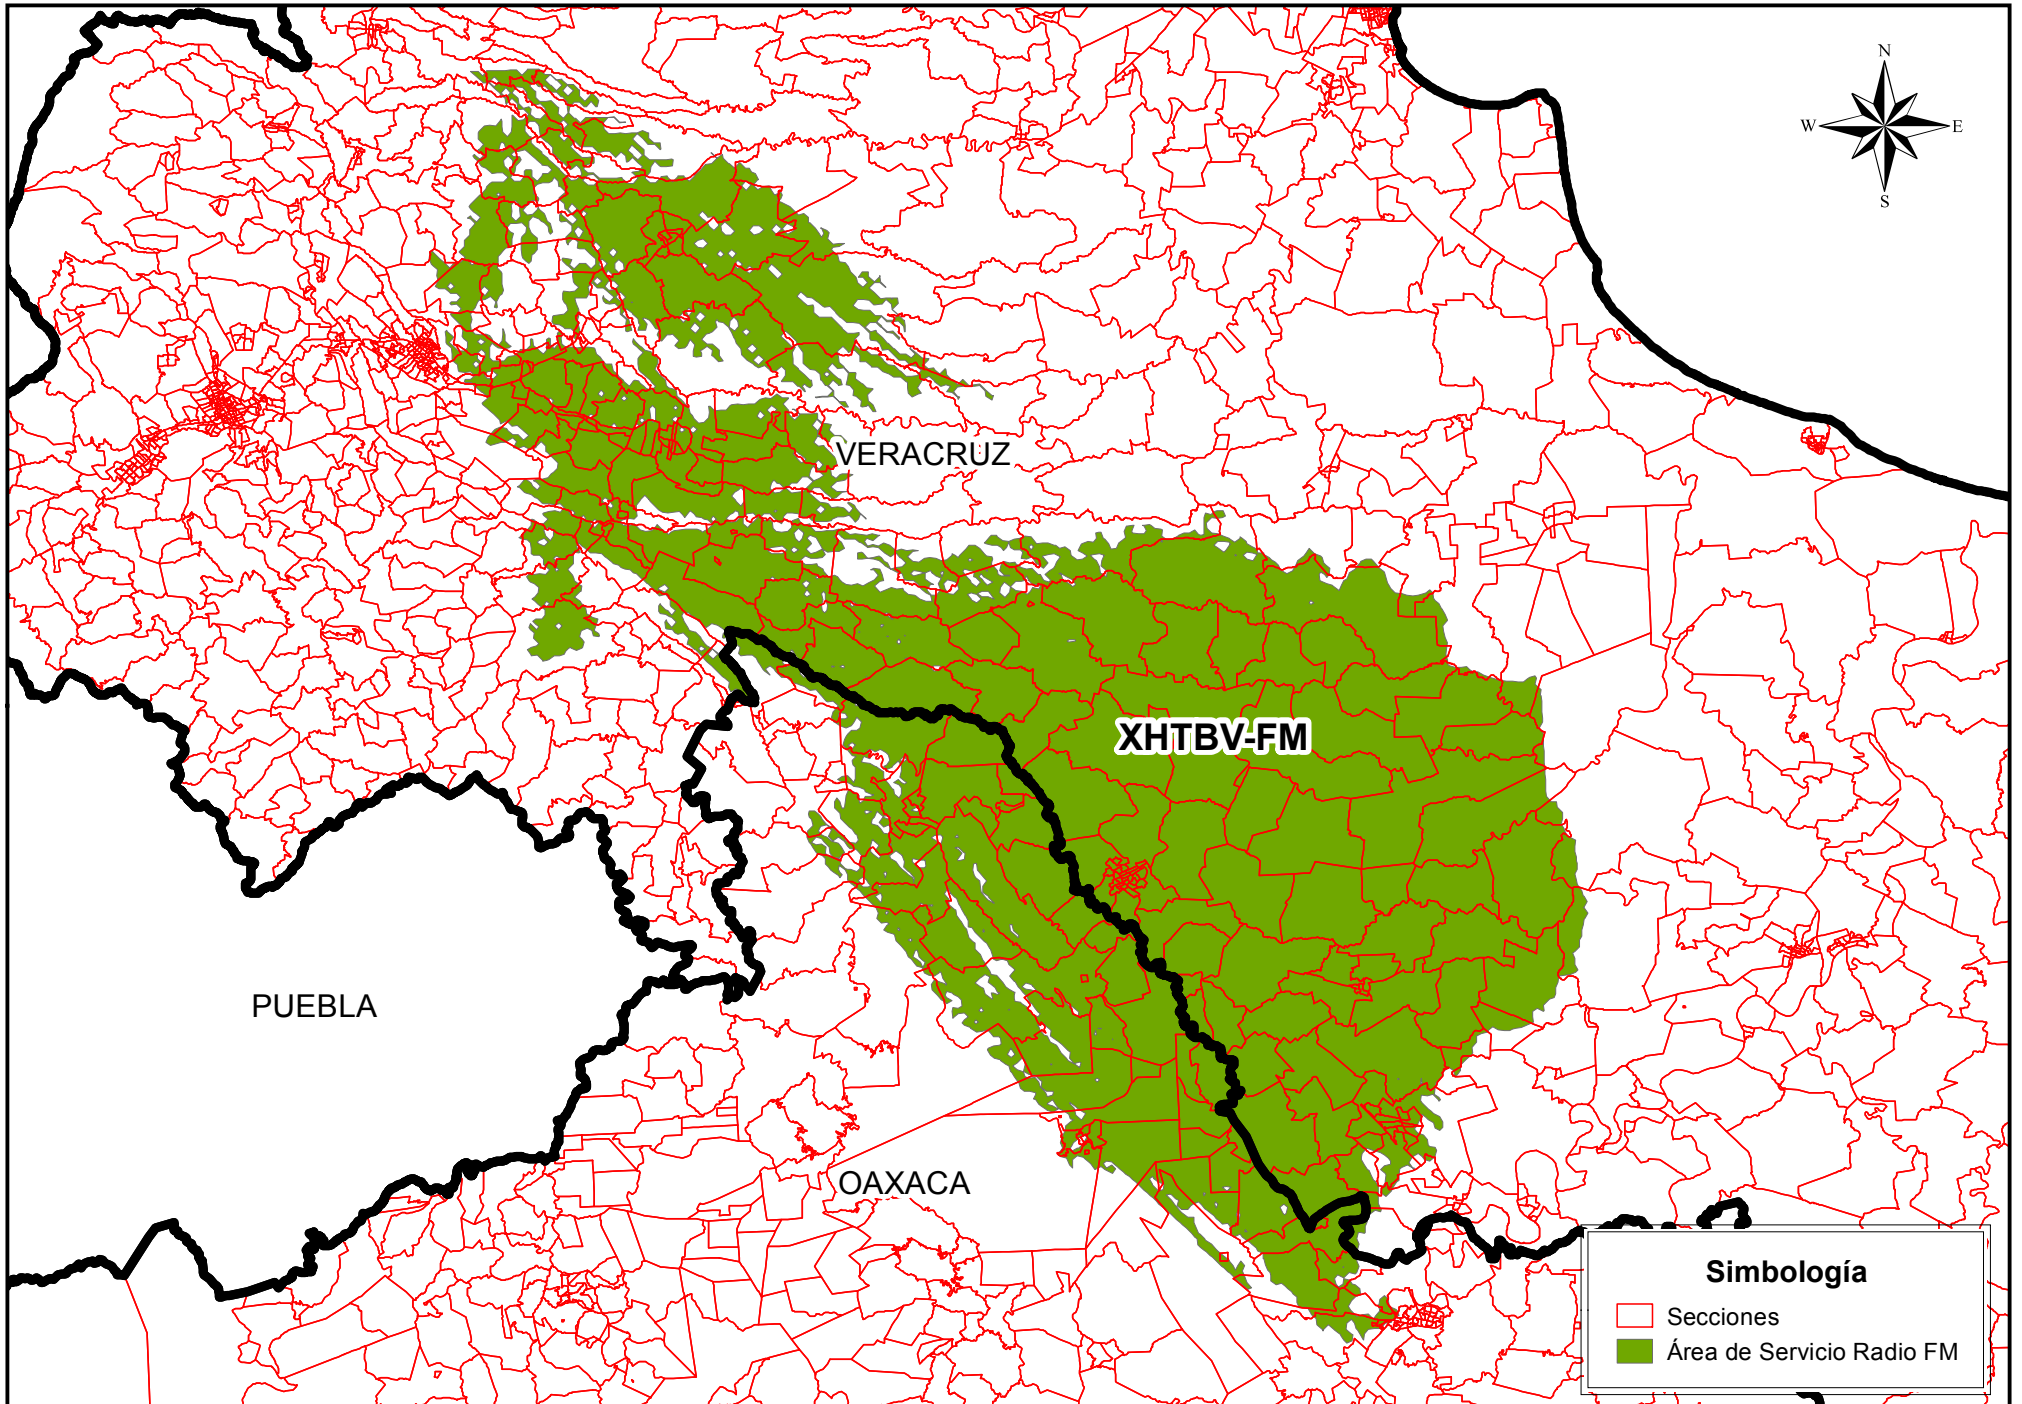 N
W E
S
VERACRUZ
XHTBV-FM
PUEBLA
OAXACA
Simbología
Secciones
Área de Servicio Radio FM